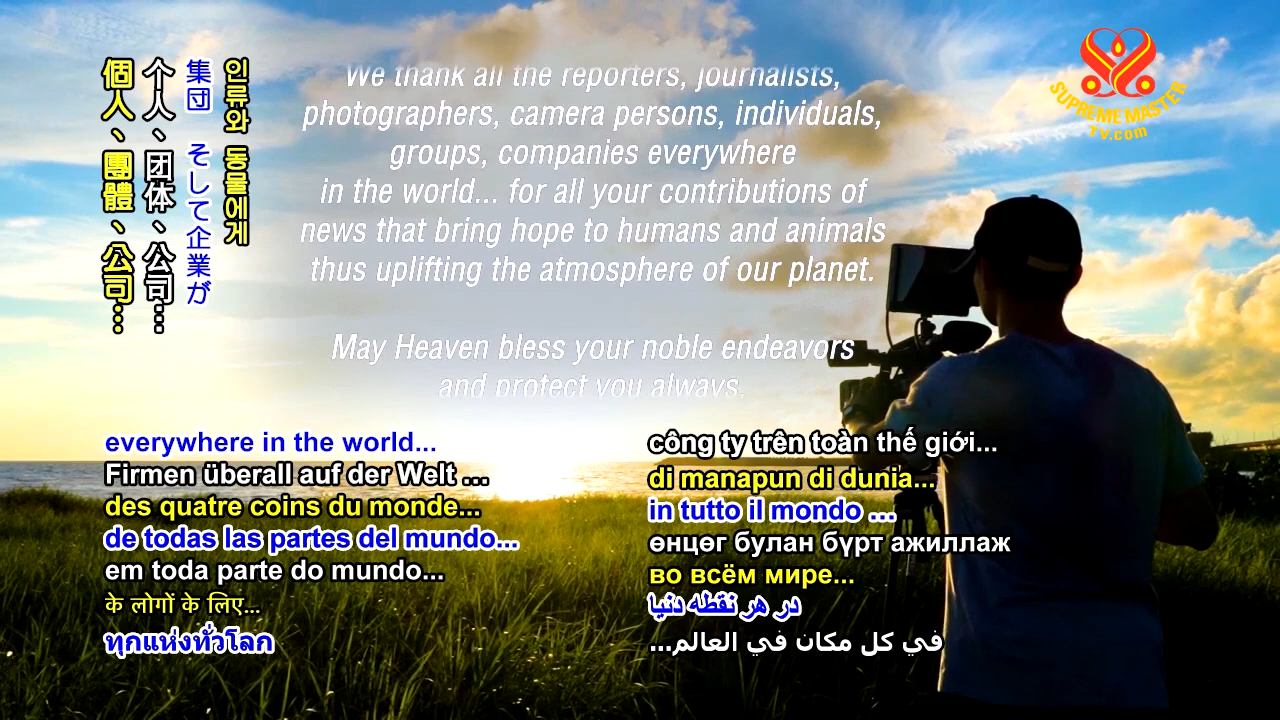 인류와 동물에게
集団 そして企業が
个人、团体、公司…
個人、團體、公司…
We thank all the reporters, journalists,
photographers, camera persons, individuals,
groups, companies everywhere
in the world... for all your contributions of
news that bring hope to humans and animals
thus uplifting the atmosphere of our planet.
May Heaven bless your noble endeavors
and protect you always.
SUPREME MASTER
TV.com
everywhere in the world...
Firmen überall auf der Welt ...
des quatre coins du monde...
de todas las partes del mundo...
em toda parte do mundo...
के लोगों के लिए...
ทุกแห่งทั่วโลก
công ty trên toàn thế giới...
di manapun di dunia...
in tutto il mondo ...
өнцөг булан бүрт ажиллаж
во всём мире...
در هر نقطه دنیا
في كل مكان في العالم...